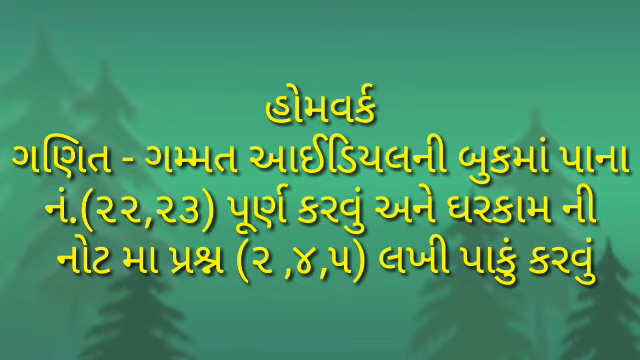 હોમવર્ક
ગણિત - ગમ્મત આઈડિયલની બુકમાં પાના
નં.(૨૨,૨૩) પૂર્ણ કરવું અને ઘરકામ ની
નોટ મા પ્રશ્ન (૨ ,૪,૫) લખી પાકું કરવું